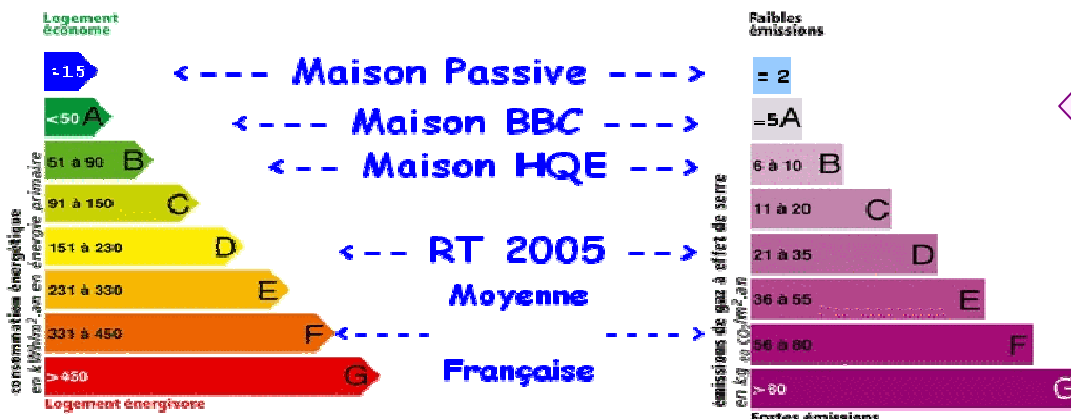 Logement
économe
=15
<50 A
51 à 90 B
91 à 150 C
151 à 230 D
231 à 330 E
331 à 450 F
>450 G
Logement énergivore
consommation énergétique
en kWh/m².an en énergie primaire
<--- Maison Passive --->
<--- Maison BBC --->
<-- Maison HQE -->
<-- RT 2005 -->
Moyenne
<---- ---->
Française
Faibles
émissions
= 2
=5 A
6 à 10 B
11 à 20 C
21 à 35 D
36 à 55 E
56 à 80 F
>80 G
Fortes émissions
émissions de gaz à effet de serre
en kg eq CO₂/m².an